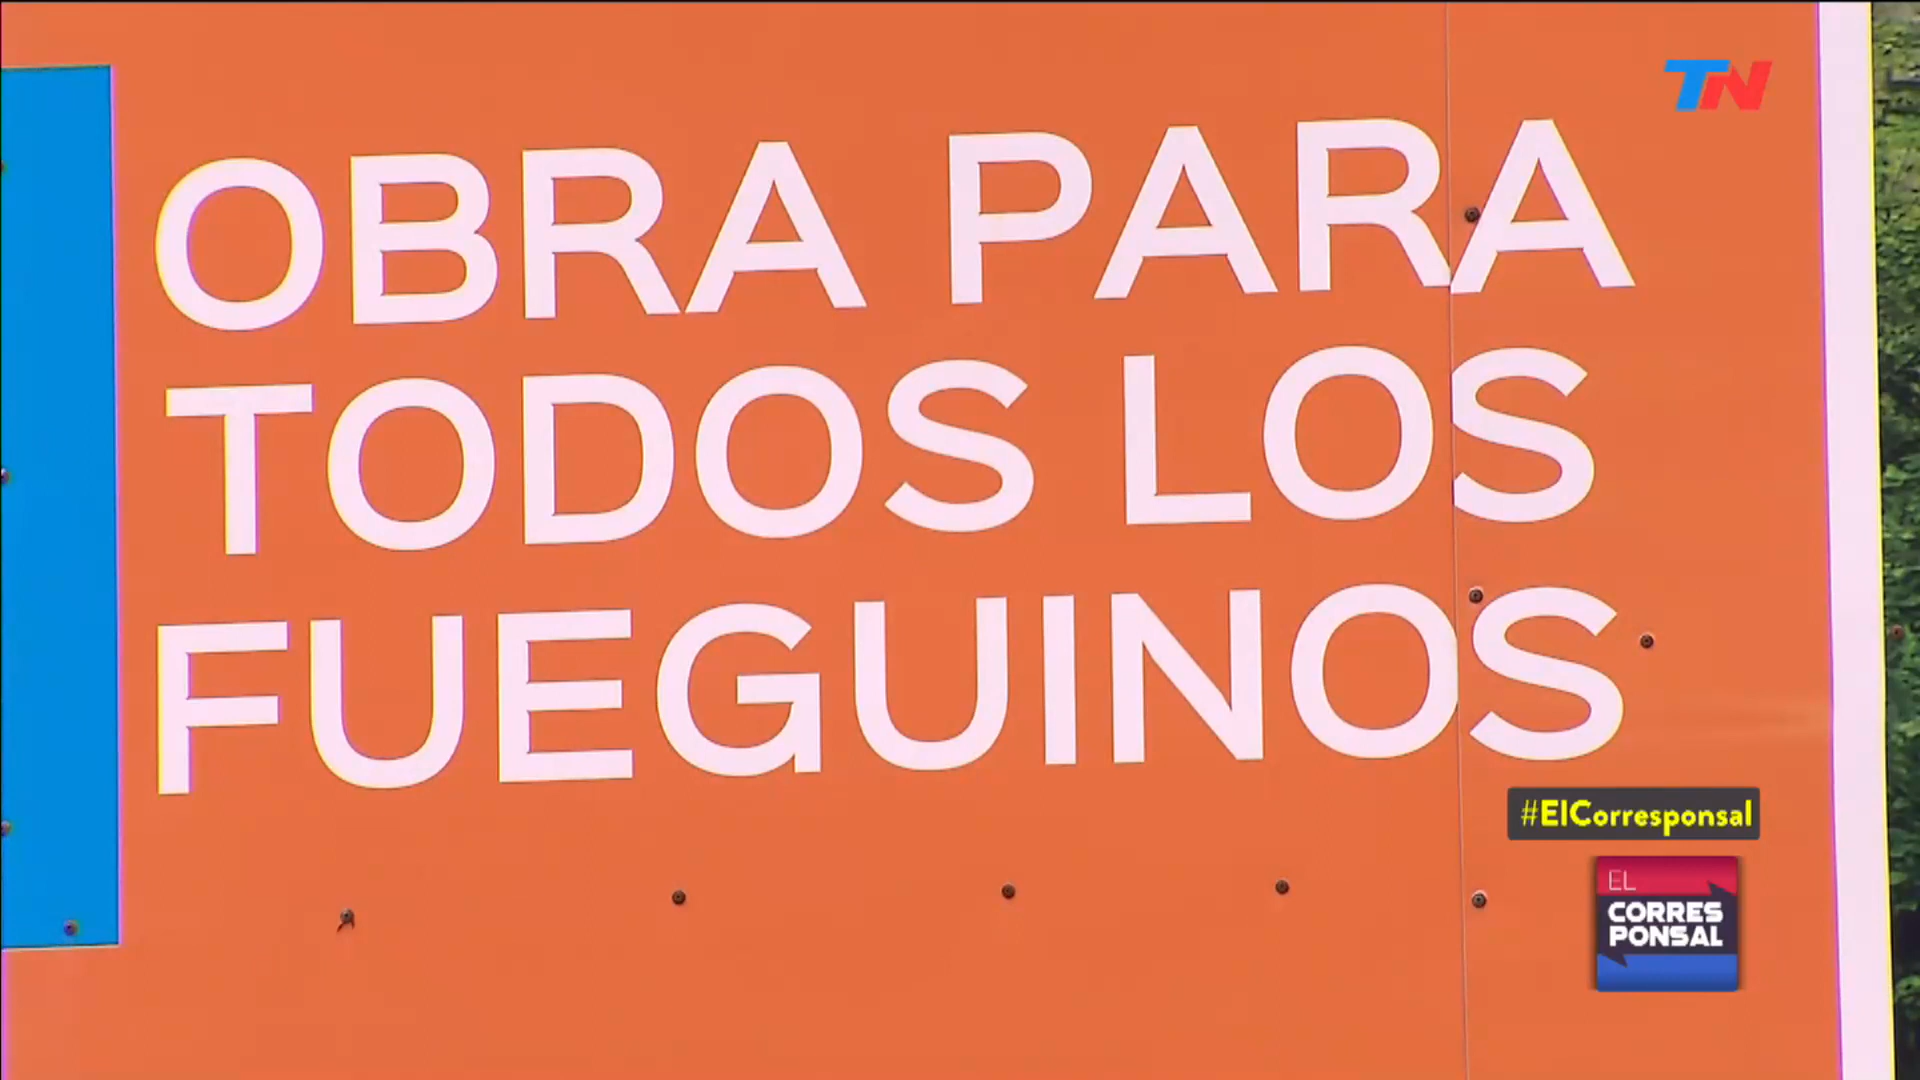 TN
OBRA PARA
TODOS LOS
FUEGUINOS
#ElCorresponsal
EL
CORRES
PONSAL